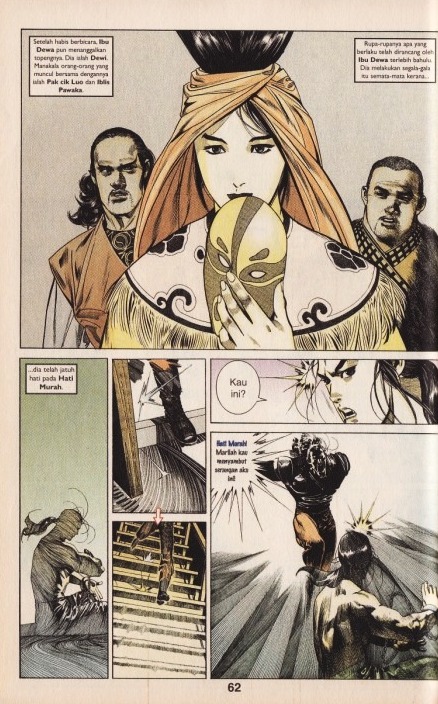 Setelah habis berbicara, Ibu
Dewa pun menanggalkan
topengnya. Dia ialah Dewi.
Manakala orang-orang yang
muncul bersama dengannya
ialah Pak cik Luo dan Iblis
Pawaka.
Rupa-rupanya apa yang
berlaku telah dirancang oleh
Ibu Dewa terlebih bahulu.
Dia melakukan segala-gala
itu semata-mata kerana...
...dia telah jatuh
hati pada Hati
Murah.
Kau
ini?
Hati Murah!
Marilah kau
menyambut
serangan aku
ini!
62